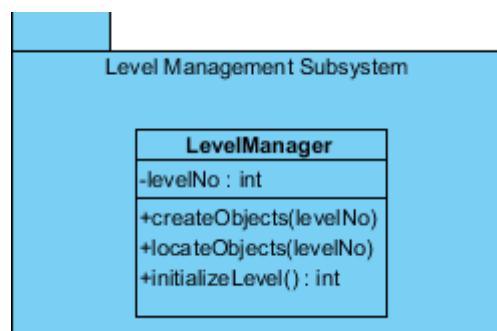 Level Management Subsystem
LevelManager
-levelNo : int
+createObjects(levelNo)
+locateObjects(levelNo)
+initializeLevel() : int